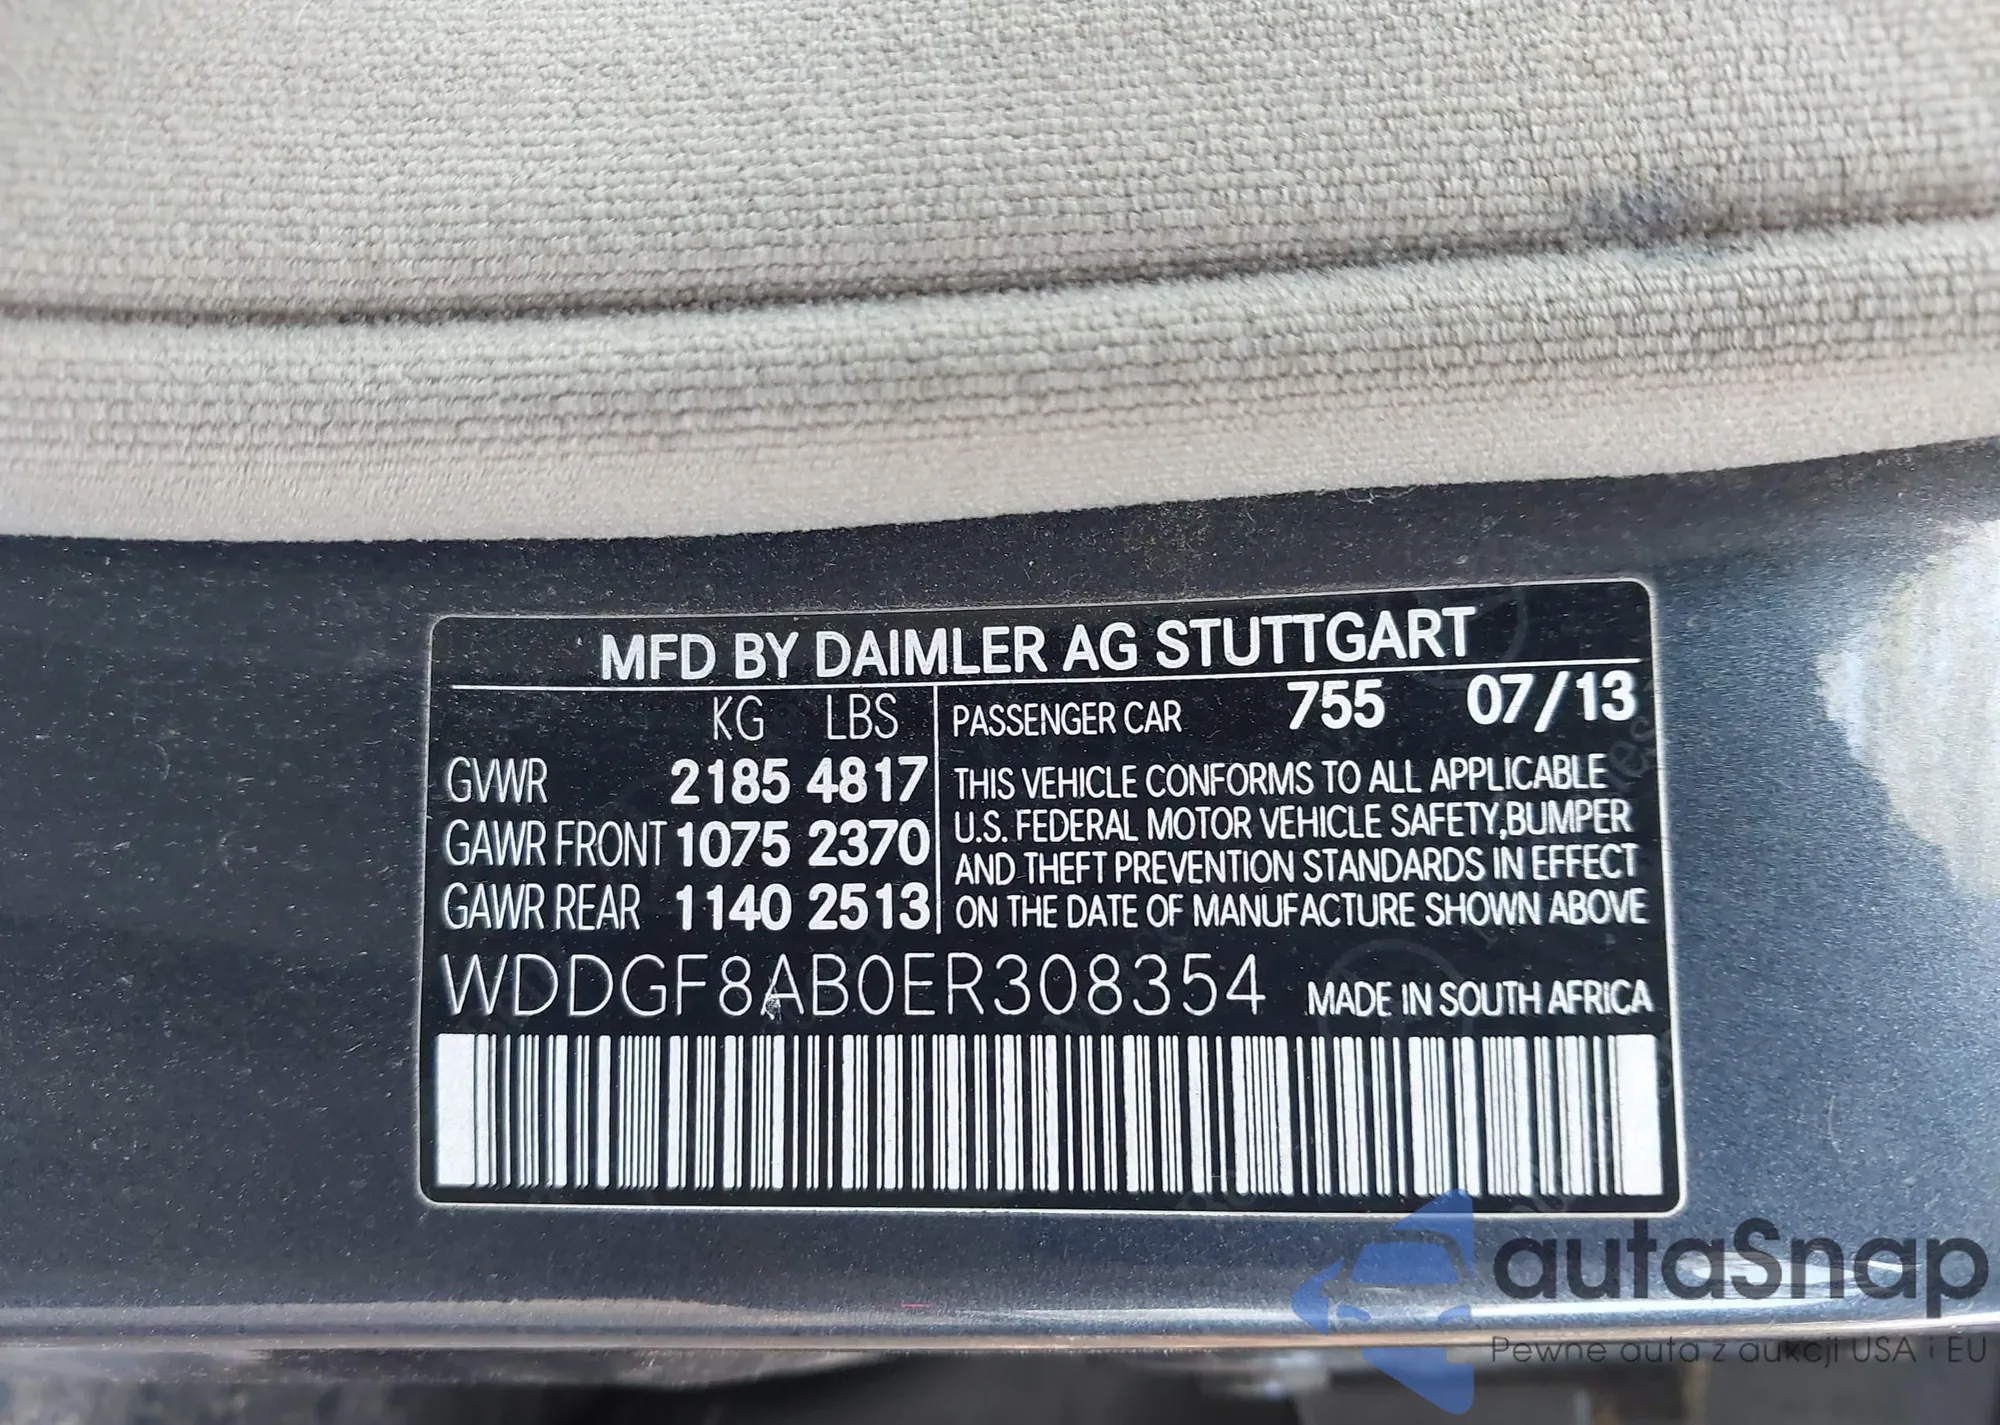 MFD BY DAIMLER AG STUTTGART
KG LBS
GVWR 2185 4817
GAWR FRONT 1075 2370
GAWR REAR 1140 2513
PASSENGER CAR 755 07/13
THIS VEHICLE CONFORMS TO ALL APPLICABLE
U.S. FEDERAL MOTOR VEHICLE SAFETY,BUMPER
AND THEFT PREVENTION STANDARDS IN EFFECT
ON THE DATE OF MANUFACTURE SHOWN ABOVE
WDDGF8AB0ER308354 MADE IN SOUTH AFRICA
autaSnap
Pewne auta z aukcji USA i EU